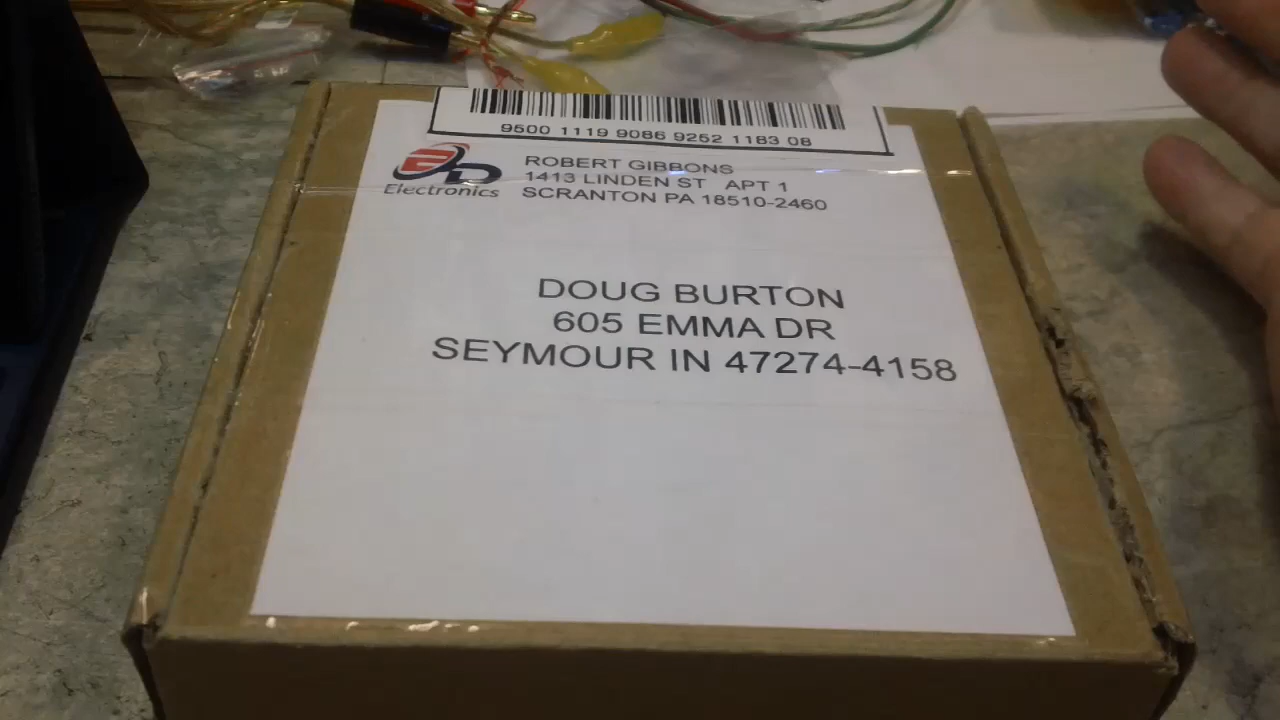 9500 1119 9086 9252 1183 08
ED
Electronics
ROBERT GIBBONS
1413 LINDEN ST APT 1
SCRANTON PA 18510-2460
DOUG BURTON
605 EMMA DR
SEYMOUR IN 47274-4158